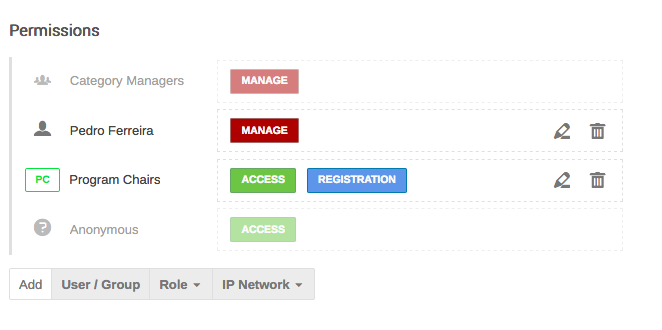 Permissions
Category Managers MANAGE
Pedro Ferreira MANAGE
PC Program Chairs ACCESS REGISTRATION
? Anonymous ACCESS
Add User / Group Role IP Network